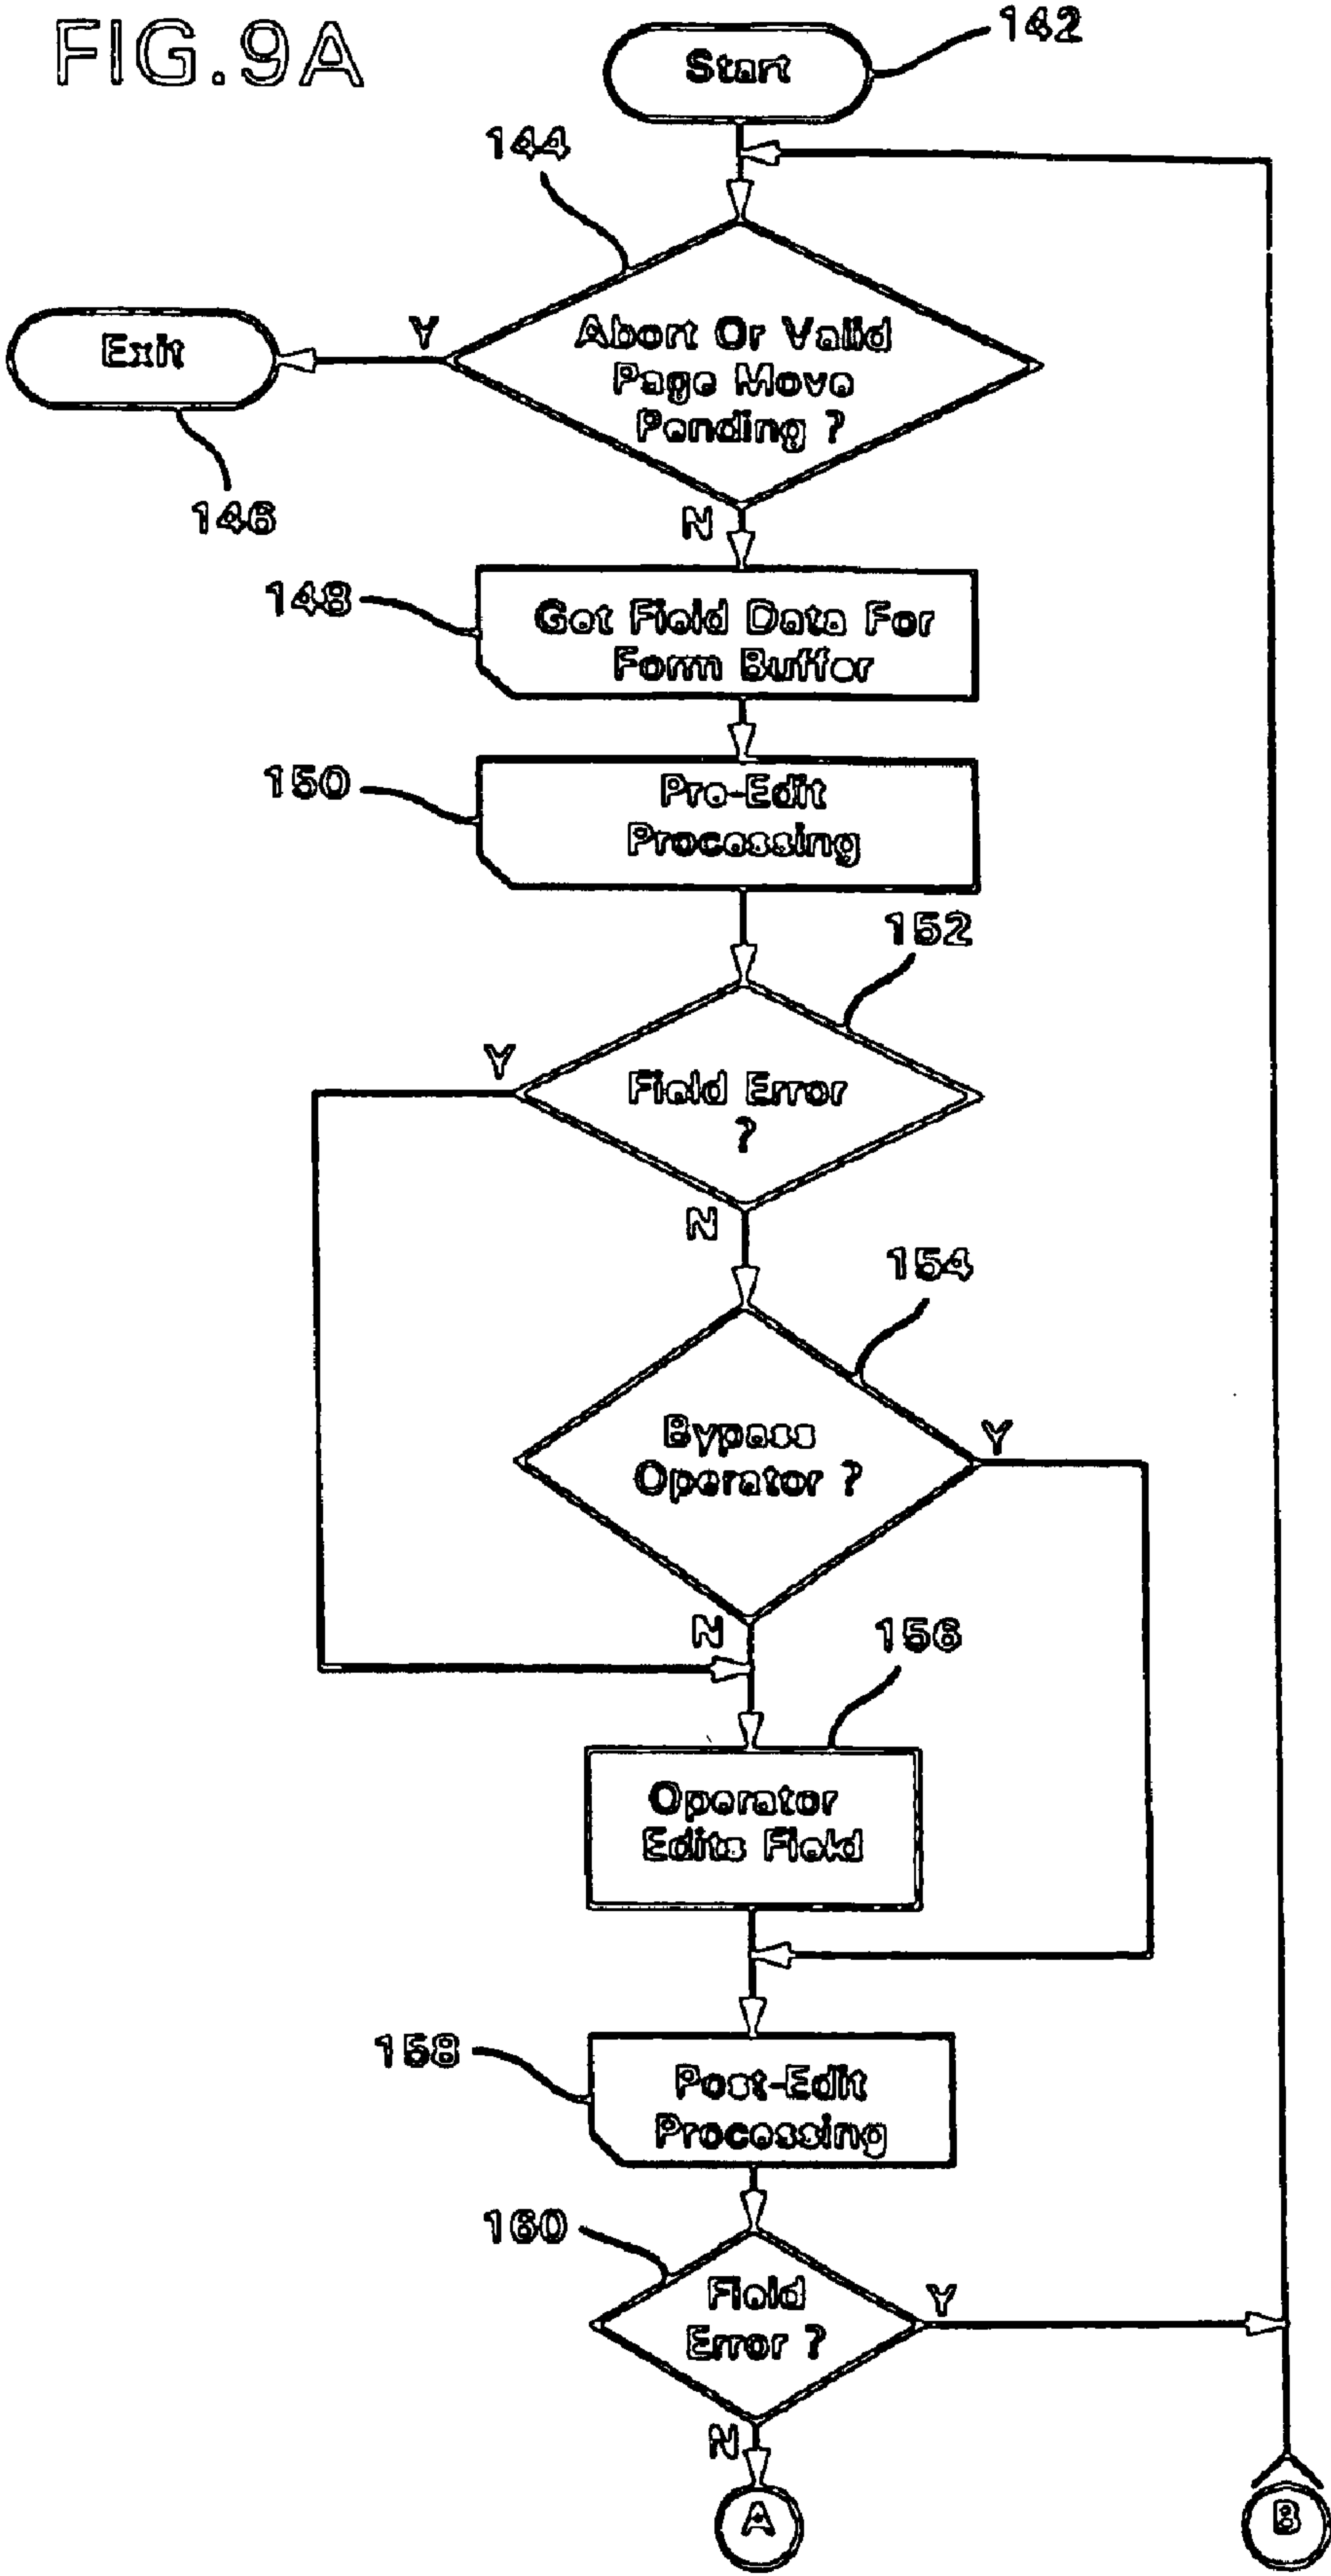 FIG.9A
Start
142
144
Abort Or Valid
Page Move
Pending ?
Y
Exit
146
N
148
Get Field Data For
Form Buffer
150
Pre-Edit
Processing
152
Field Error
?
Y
N
154
Bypass
Operator ?
Y
N
156
Operator
Edits Field
158
Post-Edit
Processing
160
Field
Error ?
Y
N
A
B